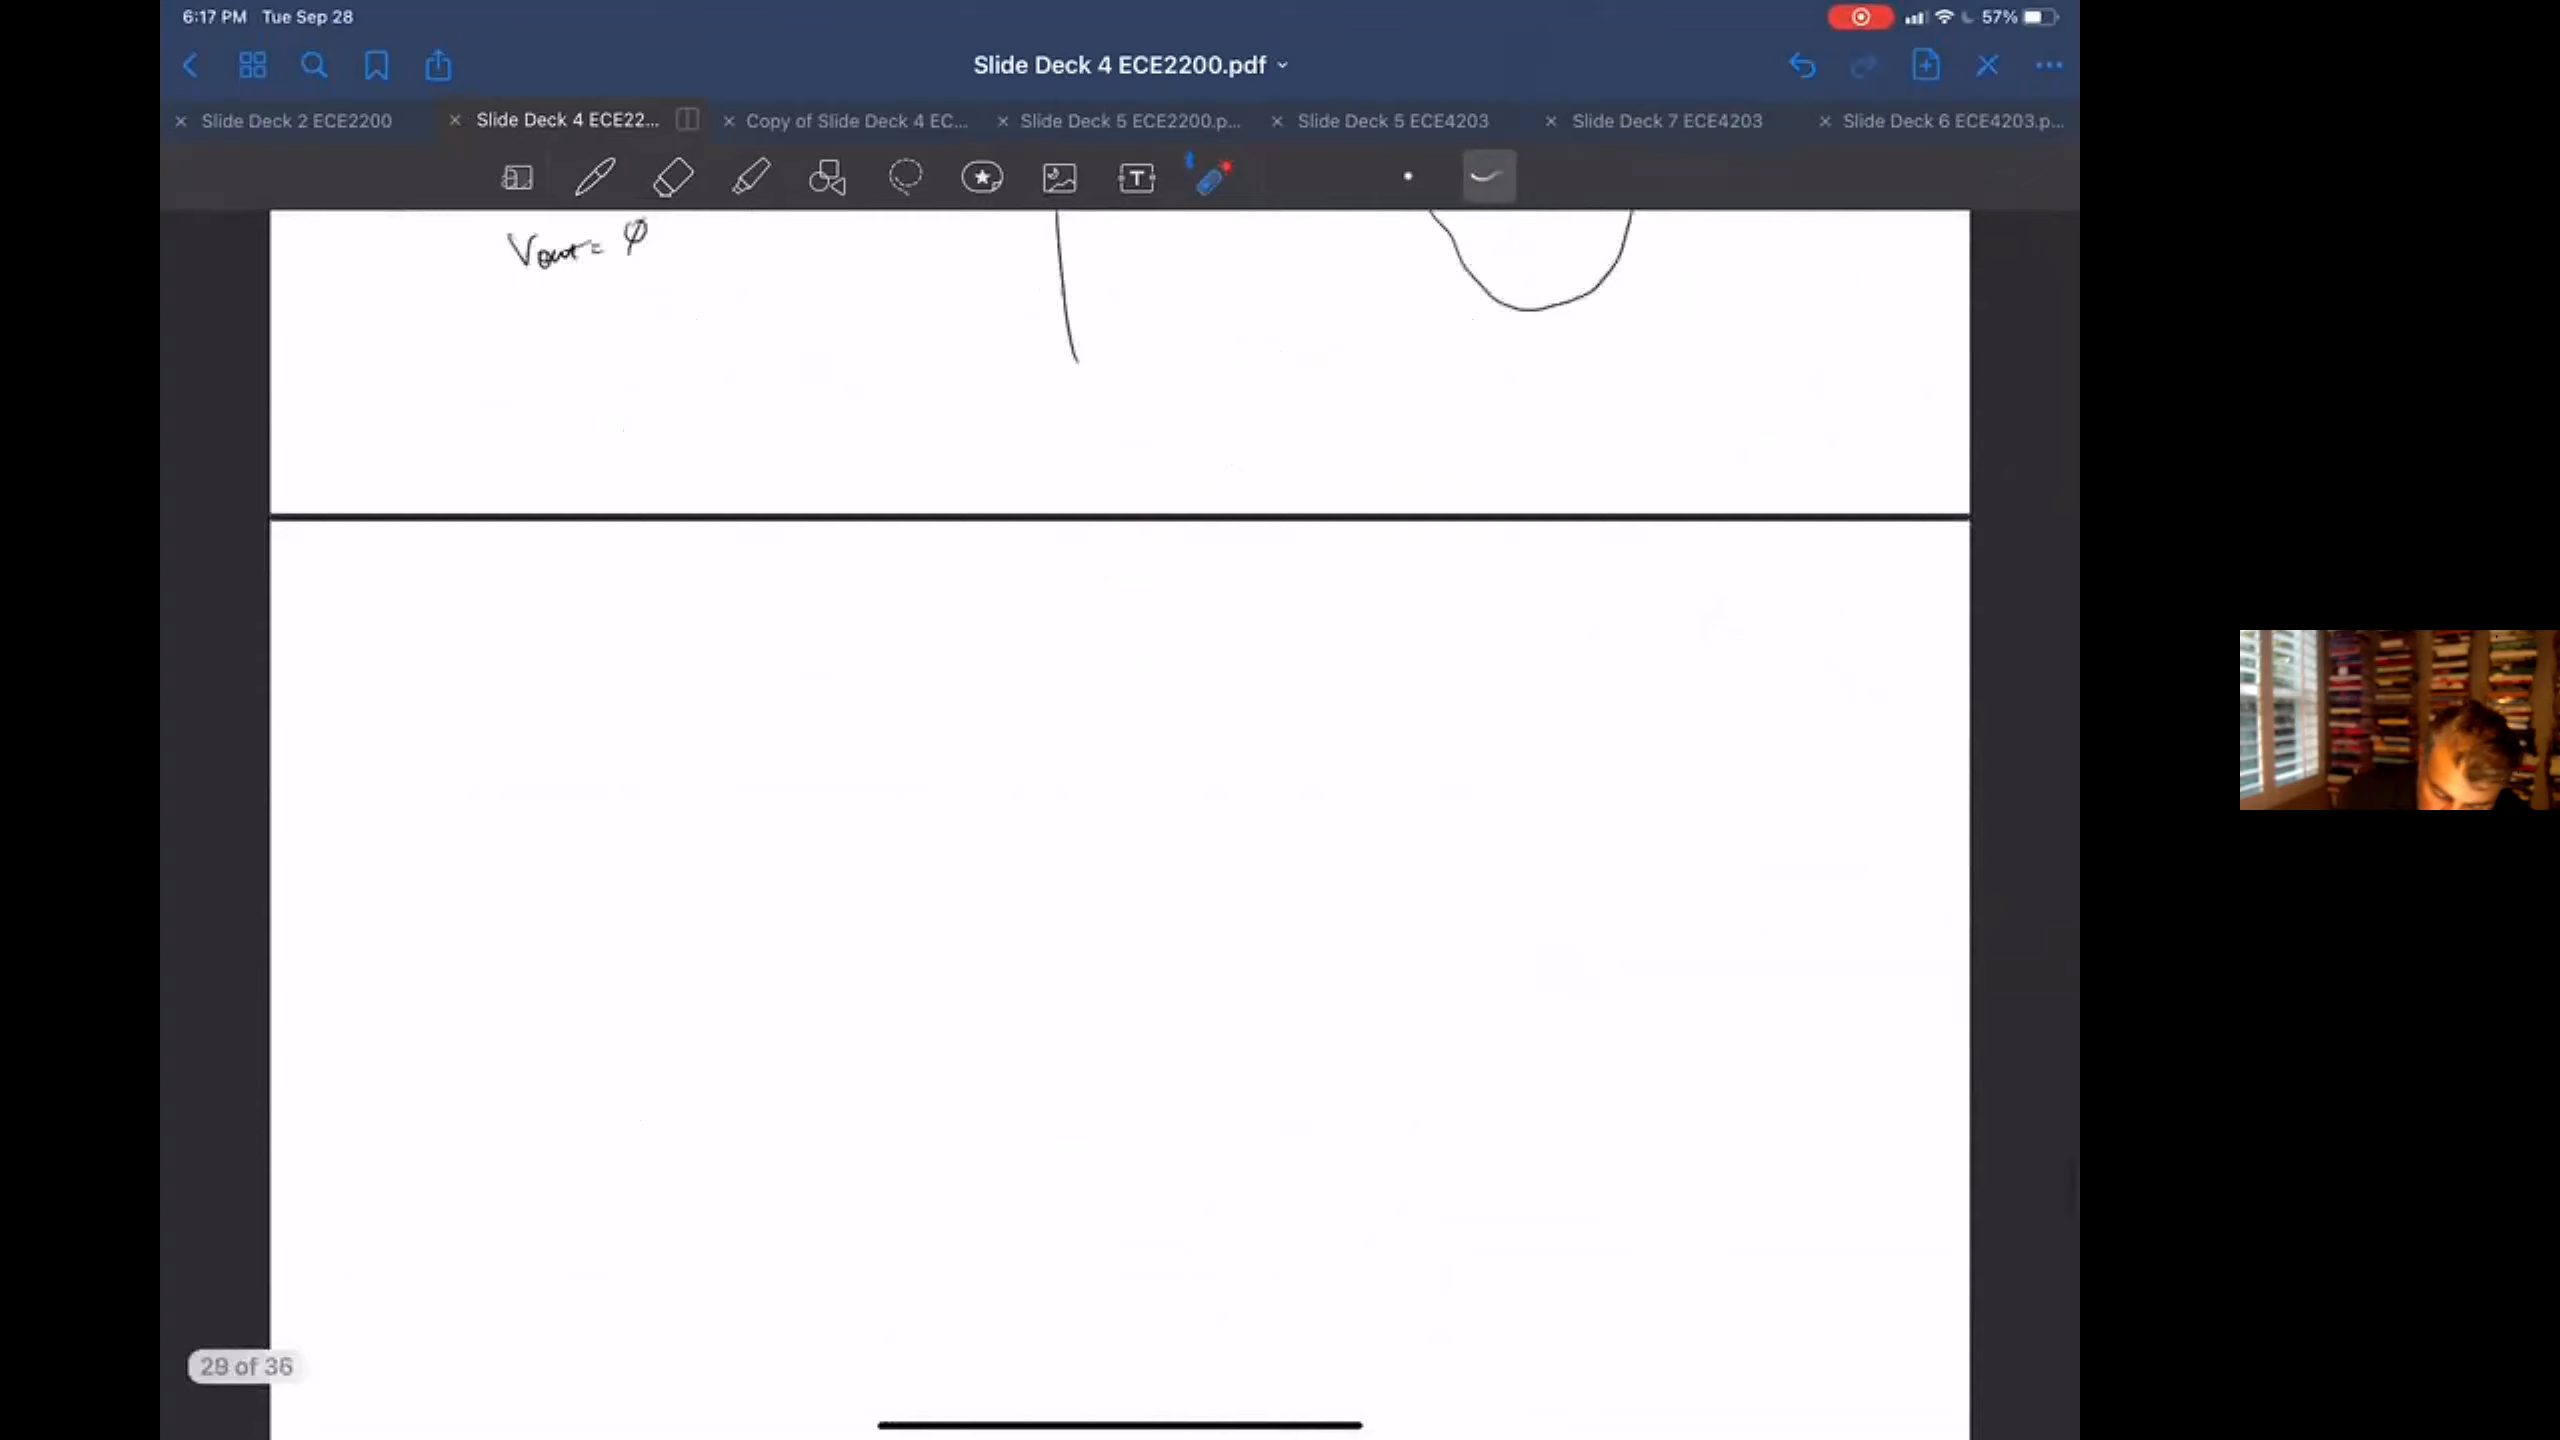 6:17 PM Tue Sep 28
57%
Slide Deck 4 ECE2200.pdf
Slide Deck 2 ECE2200
Slide Deck 4 ECE22...
Copy of Slide Deck 4 EC...
Slide Deck 5 ECE2200.p...
Slide Deck 5 ECE4203
Slide Deck 7 ECE4203
Slide Deck 6 ECE4203.p...
T
Vout = φ
29 of 36